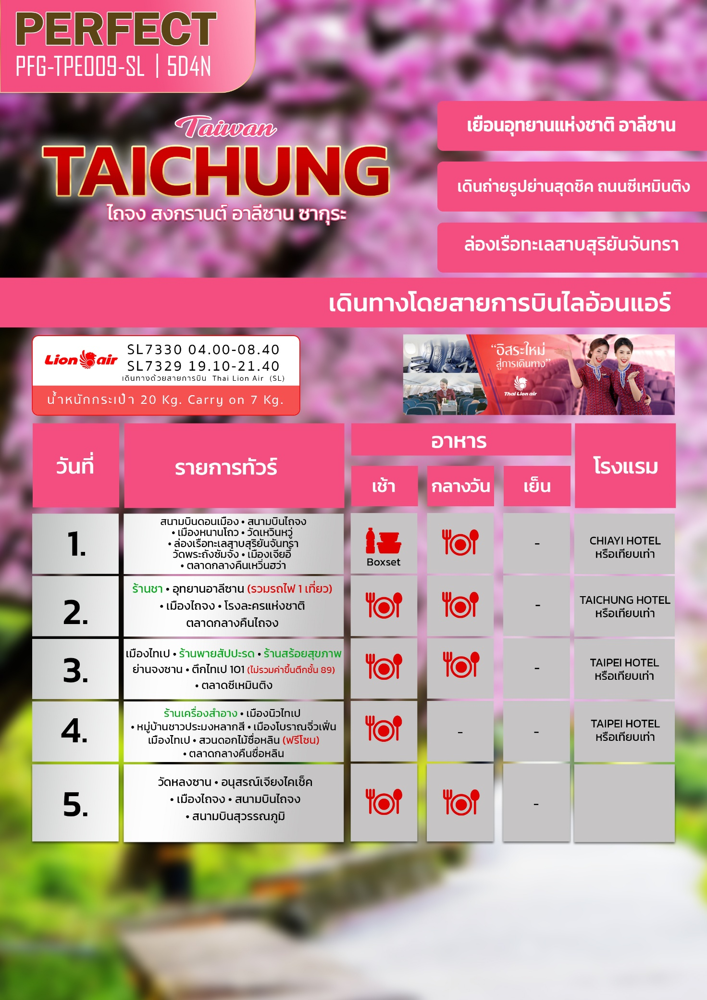 PERFECT
PFG-TPE009-SL | 5D4N
Taiwan
TAICHUNG
ไถจง สงกรานต์ อาลีซาน ซากุระ
เยือนอุทยานแห่งชาติ อาลีซาน
เดินถ่ายรูปย่านสุดชิค ถนนซีเหมินติง
ล่องเรือทะเลสาบสุริยันจันทรา
เดินทางโดยสายการบินไลอ้อนแอร์
Lion air
SL7330 04.00-08.40
SL7329 19.10-21.40
เดินทางด้วยสายการบิน Thai Lion Air (SL)
น้ำหนักกระเป๋า 20 Kg. Carry on 7 Kg.
“อิสระใหม่
สู่การเดินทาง”
Thai Lion air
วันที่
รายการทัวร์
อาหาร
เช้า
กลางวัน
เย็น
โรงแรม
1.
สนามบินดอนเมือง • สนามบินไถจง
• เมืองหนานโถว • วัดเหวินหวู่
• ล่องเรือทะเลสาบสุริยันจันทรา
วัดพระถังซัมจั๋ง • เมืองเจียอี้
• ตลาดกลางคืนเหวิ่นฮว่า
Boxset
-
CHIAYI HOTEL
หรือเทียบเท่า
2.
ร้านชา • อุทยานอาลีซาน (รวมรถไฟ 1 เที่ยว)
• เมืองไถจง • โรงละครแห่งชาติ
ตลาดกลางคืนไถจง
-
TAICHUNG HOTEL
หรือเทียบเท่า
3.
เมืองไทเป • ร้านพายสัปปะรด • ร้านสร้อยสุขภาพ
ย่านจงซาน • ตึกไทเป 101 (ไม่รวมค่าขึ้นตึกชั้น 89)
• ตลาดซีเหมินติง
-
TAIPEI HOTEL
หรือเทียบเท่า
4.
ร้านเครื่องสำอาง • เมืองนิวไทเป
• หมู่บ้านชาวประมงหลากสี • เมืองโบราณจิ่วเฟิ่น
เมืองไทเป • สวนดอกไม้ซื่อหลิน (ฟรีโซน)
• ตลาดกลางคืนซื่อหลิน
-
-
TAIPEI HOTEL
หรือเทียบเท่า
5.
วัดหลงซาน • อนุสรณ์เจียงไคเช็ค
• เมืองไถจง • สนามบินไถจง
• สนามบินสุวรรณภูมิ
-